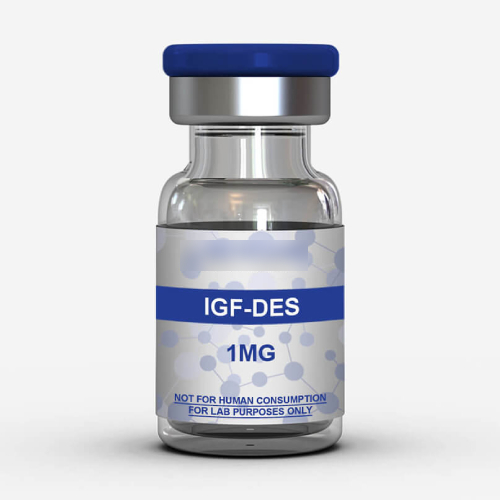 IGF-DES
1MG
NOT FOR HUMAN CONSUMPTION
FOR LAB PURPOSES ONLY